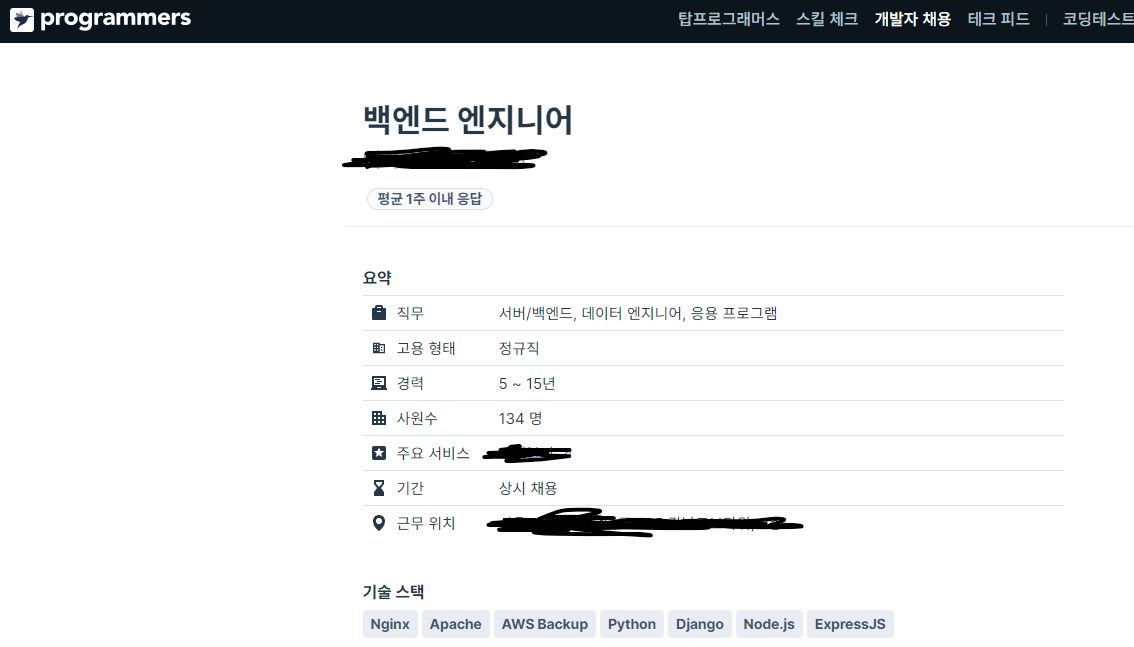 programmers 탑프로그래머스 스킬 체크 개발자 채용 테크 피드 | 코딩테스트
백엔드 엔지니어
평균 1주 이내 응답
요약
직무 서버/백엔드, 데이터 엔지니어, 응용 프로그램
고용 형태 정규직
경력 5 ~ 15년
사원수 134 명
주요 서비스
기간 상시 채용
근무 위치
기술 스택
Nginx Apache AWS Backup Python Django Node.js ExpressJS